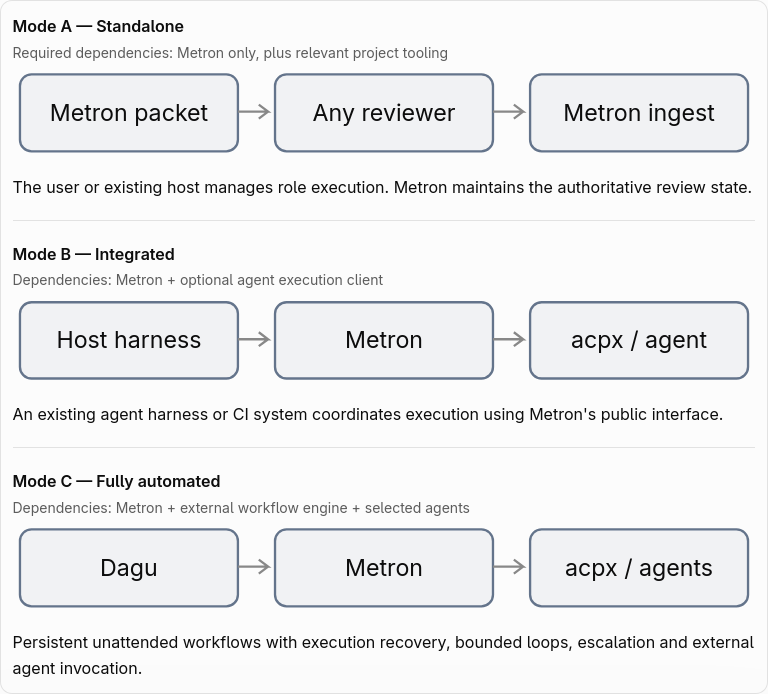 Mode A — Standalone
Required dependencies: Metron only, plus relevant project tooling
Metron packet
Any reviewer
Metron ingest
The user or existing host manages role execution. Metron maintains the authoritative review state.
Mode B — Integrated
Dependencies: Metron + optional agent execution client
Host harness
Metron
acpx / agent
An existing agent harness or CI system coordinates execution using Metron's public interface.
Mode C — Fully automated
Dependencies: Metron + external workflow engine + selected agents
Dagu
Metron
acpx / agents
Persistent unattended workflows with execution recovery, bounded loops, escalation and external
agent invocation.